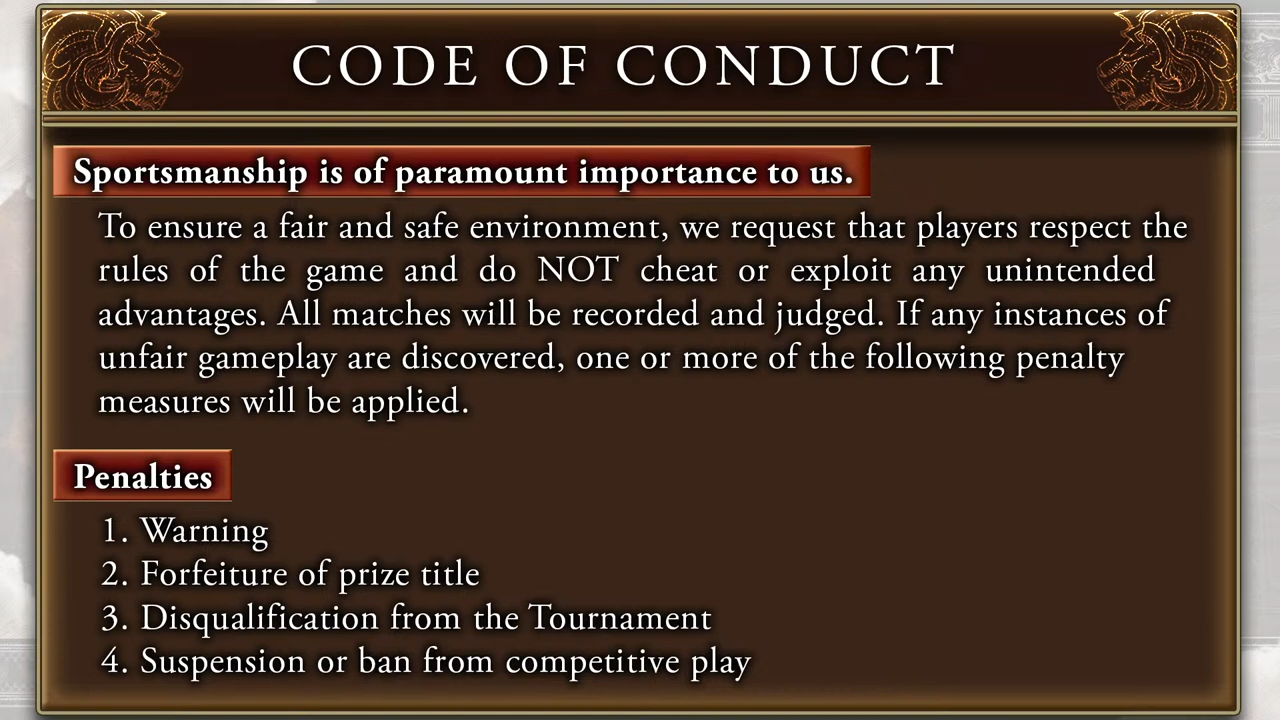 CODE OF CONDUCT
Sportsmanship is of paramount importance to us.
To ensure a fair and safe environment, we request that players respect the
rules of the game and do NOT cheat or exploit any unintended
advantages. All matches will be recorded and judged. If any instances of
unfair gameplay are discovered, one or more of the following penalty
measures will be applied.
Penalties
1. Warning
2. Forfeiture of prize title
3. Disqualification from the Tournament
4. Suspension or ban from competitive play